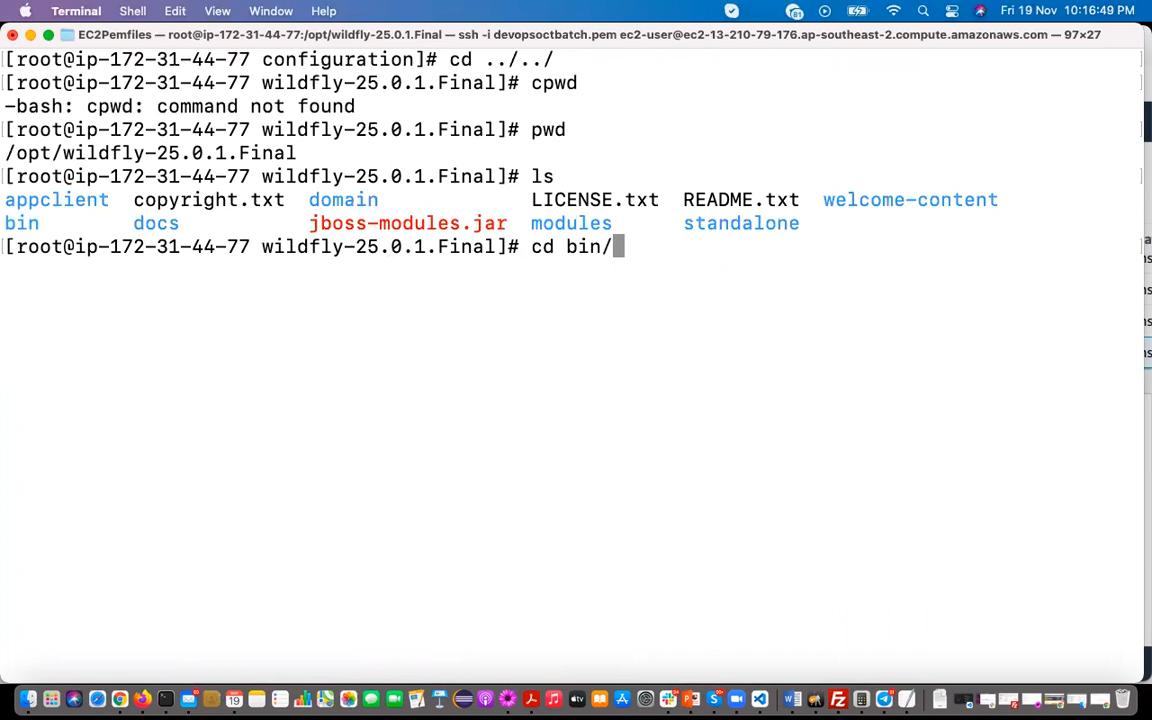 Terminal Shell Edit View Window Help Fri 19 Nov 10:16:49 PM
EC2Pemfiles — root@ip-172-31-44-77:/opt/wildfly-25.0.1.Final — ssh -i devopsoctbatch.pem ec2-user@ec2-13-210-79-176.ap-southeast-2.compute.amazonaws.com — 97×27
[root@ip-172-31-44-77 configuration]# cd ../../
[root@ip-172-31-44-77 wildfly-25.0.1.Final]# cpwd
-bash: cpwd: command not found
[root@ip-172-31-44-77 wildfly-25.0.1.Final]# pwd
/opt/wildfly-25.0.1.Final
[root@ip-172-31-44-77 wildfly-25.0.1.Final]# ls
appclient copyright.txt domain LICENSE.txt README.txt welcome-content
bin docs jboss-modules.jar modules standalone
[root@ip-172-31-44-77 wildfly-25.0.1.Final]# cd bin/